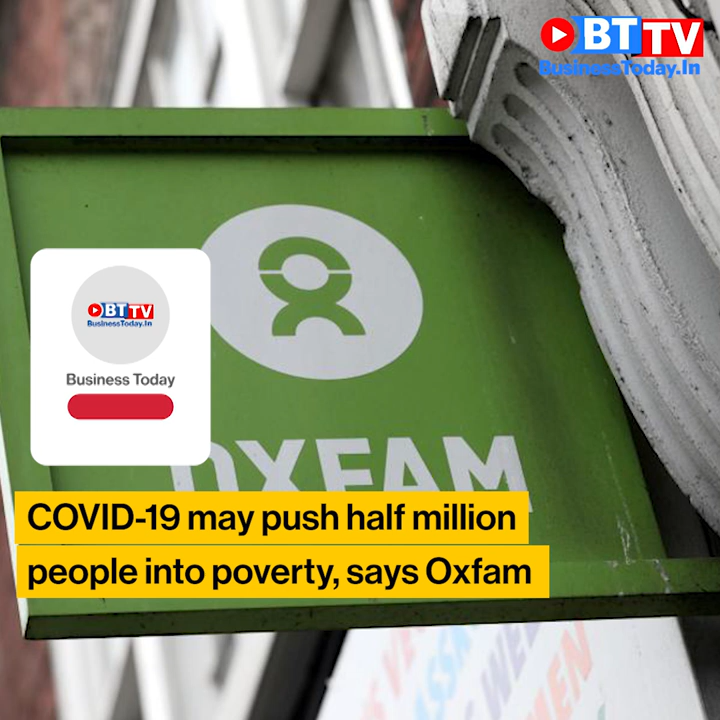 BTTV
BusinessToday.In
BTTV
BusinessToday.In
Business Today
OXFAM
COVID-19 may push half million
people into poverty, says Oxfam